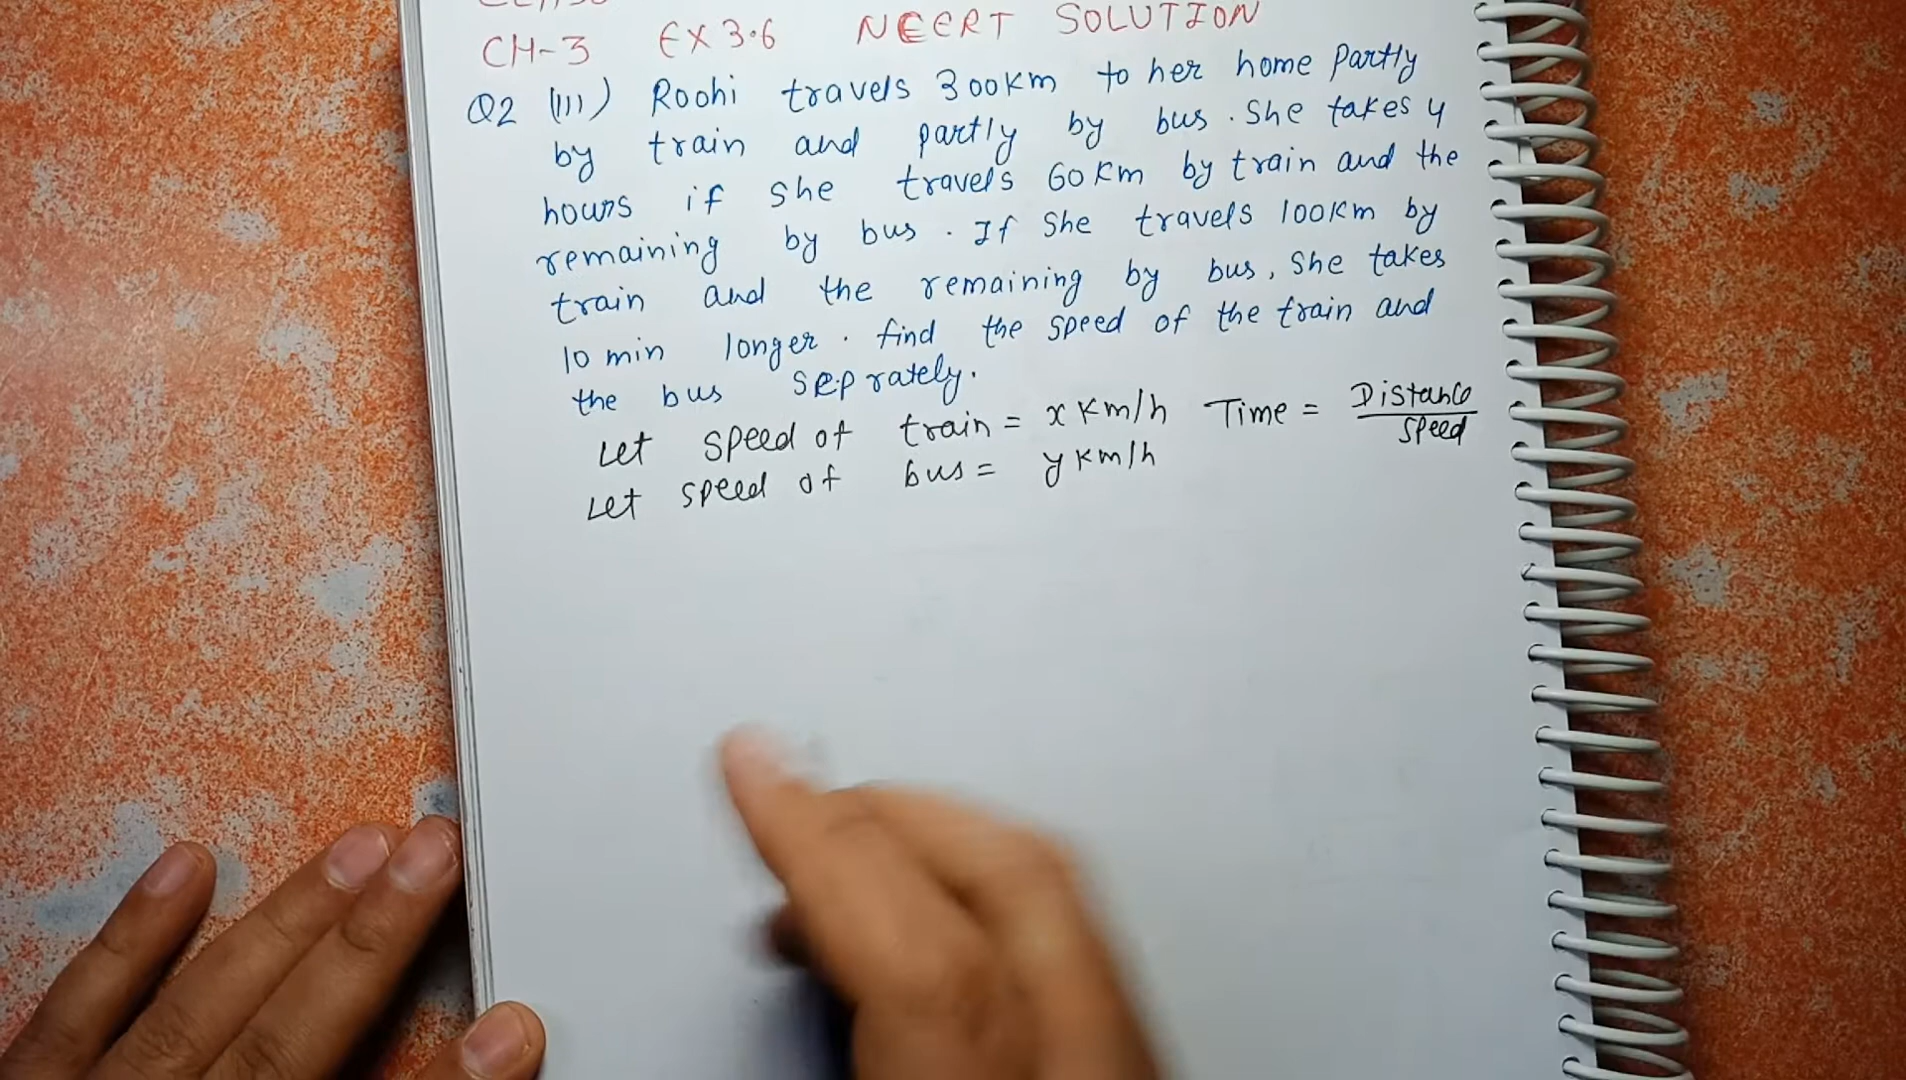 CH-3 EX 3.6 NCERT SOLUTION
Q2 (111) Roohi travels 300km to her home Partly
by train and partly by bus. She takes 4
hours if she travels 60km by train and the
remaining by bus. If She travels 100km by
train and the remaining by bus, She takes
10 min longer. find the speed of the train and
the bus seprately.
Let speed of train = x km/h Time = Distance/Speed
Let speed of bus = y km/h